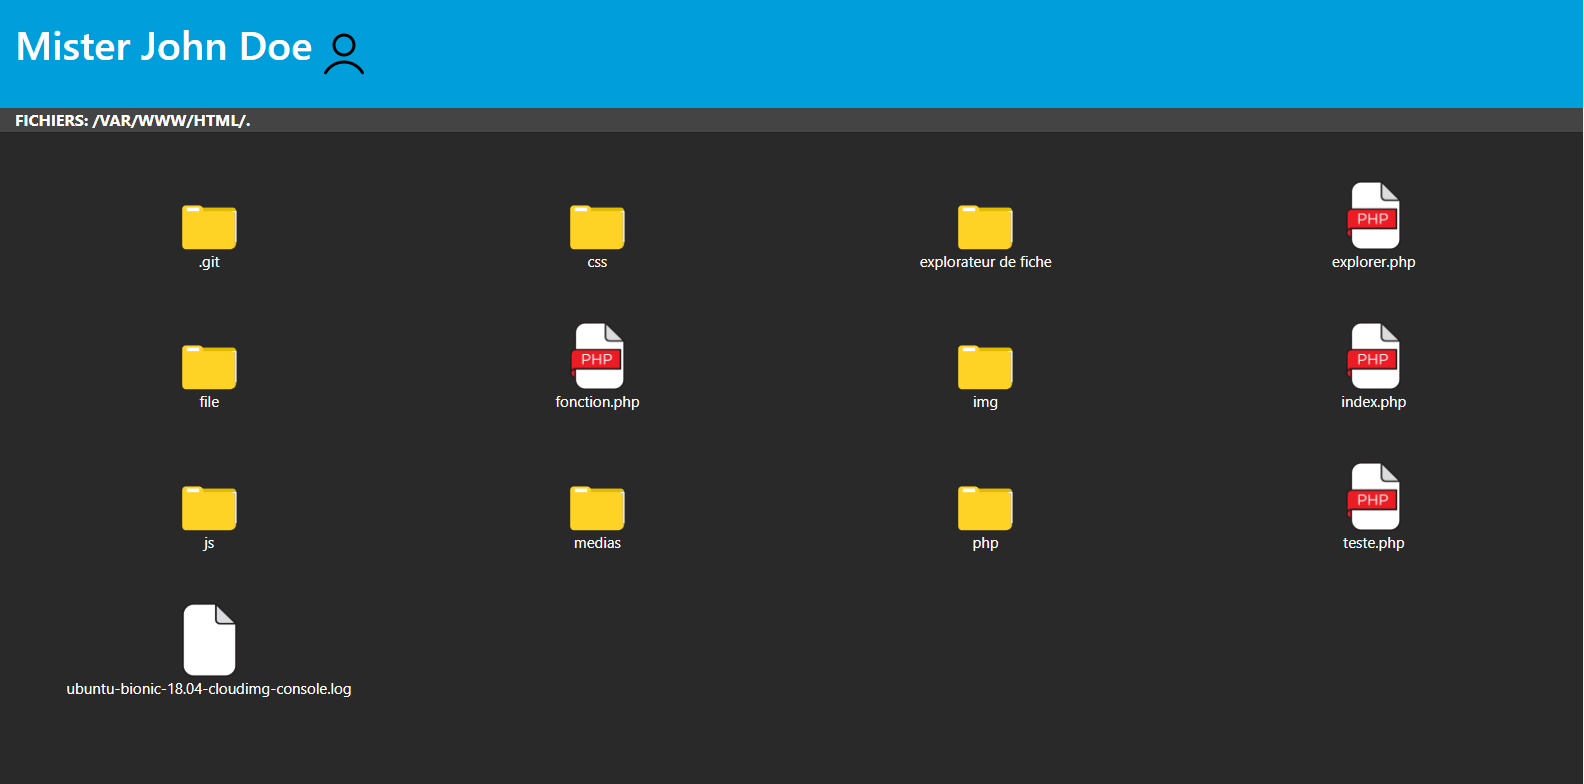 Mister John Doe
FICHIERS: /VAR/WWW/HTML/.
.git
css
explorateur de fiche
PHP
explorer.php
file
PHP
fonction.php
img
PHP
index.php
js
medias
php
PHP
teste.php
ubuntu-bionic-18.04-cloudimg-console.log